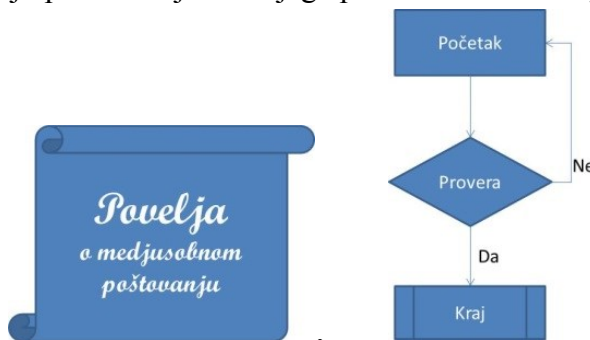 Početak
Provera
Ne
Da
Kraj
Povelja
o medjusobnom
poštovanju